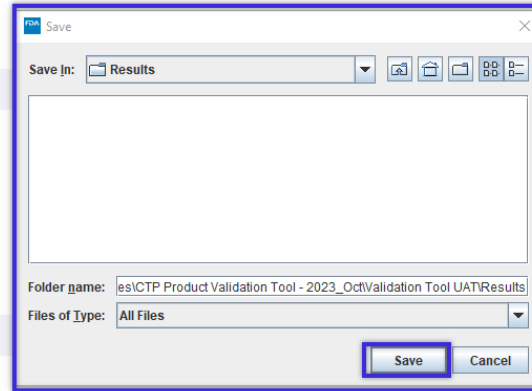 FDA Save
Save In: Results
Folder name: es\CTP Product Validation Tool - 2023_Oct\Validation Tool UAT\Results
Files of Type: All Files
Save Cancel